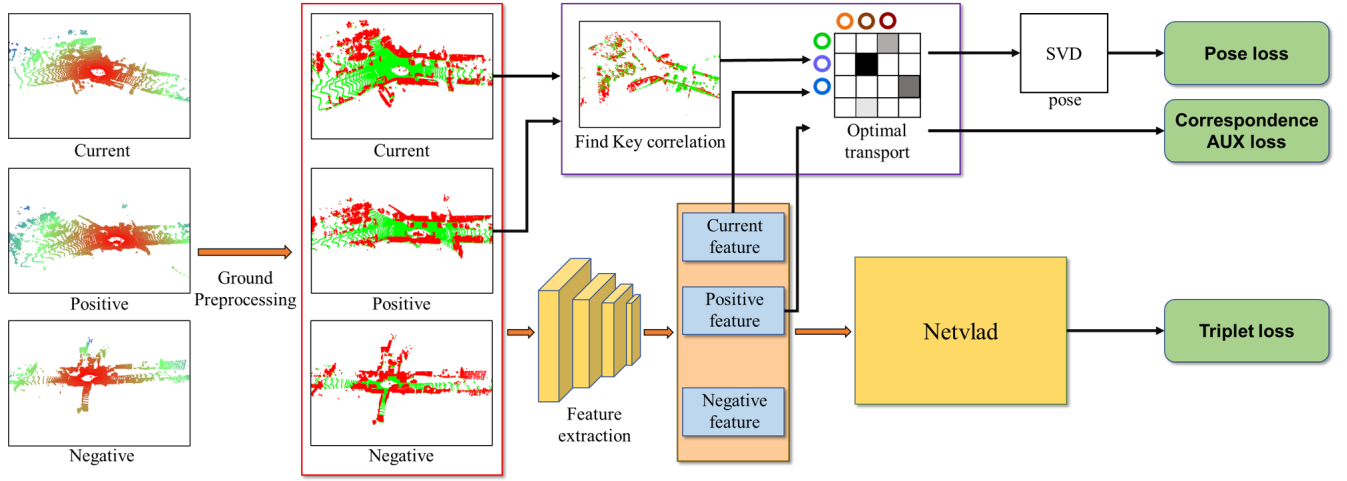 Current
Positive
Negative
Ground
Preprocessing
Current
Positive
Negative
Find Key correlation
Optimal
transport
SVD
pose
Pose loss
Correspondence
AUX loss
Feature
extraction
Current
feature
Positive
feature
Negative
feature
Netvlad
Triplet loss